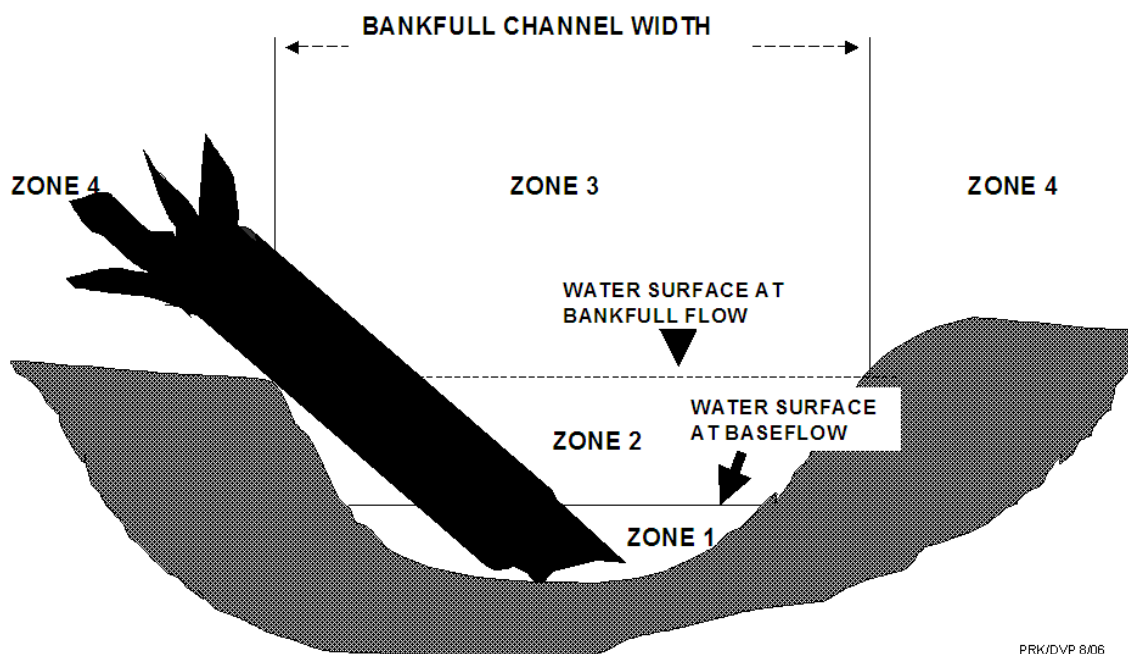 BANKFULL CHANNEL WIDTH
ZONE 4
ZONE 3
ZONE 4
WATER SURFACE AT
BANKFULL FLOW
WATER SURFACE
AT BASEFLOW
ZONE 2
ZONE 1
PRK/DVP 8/06